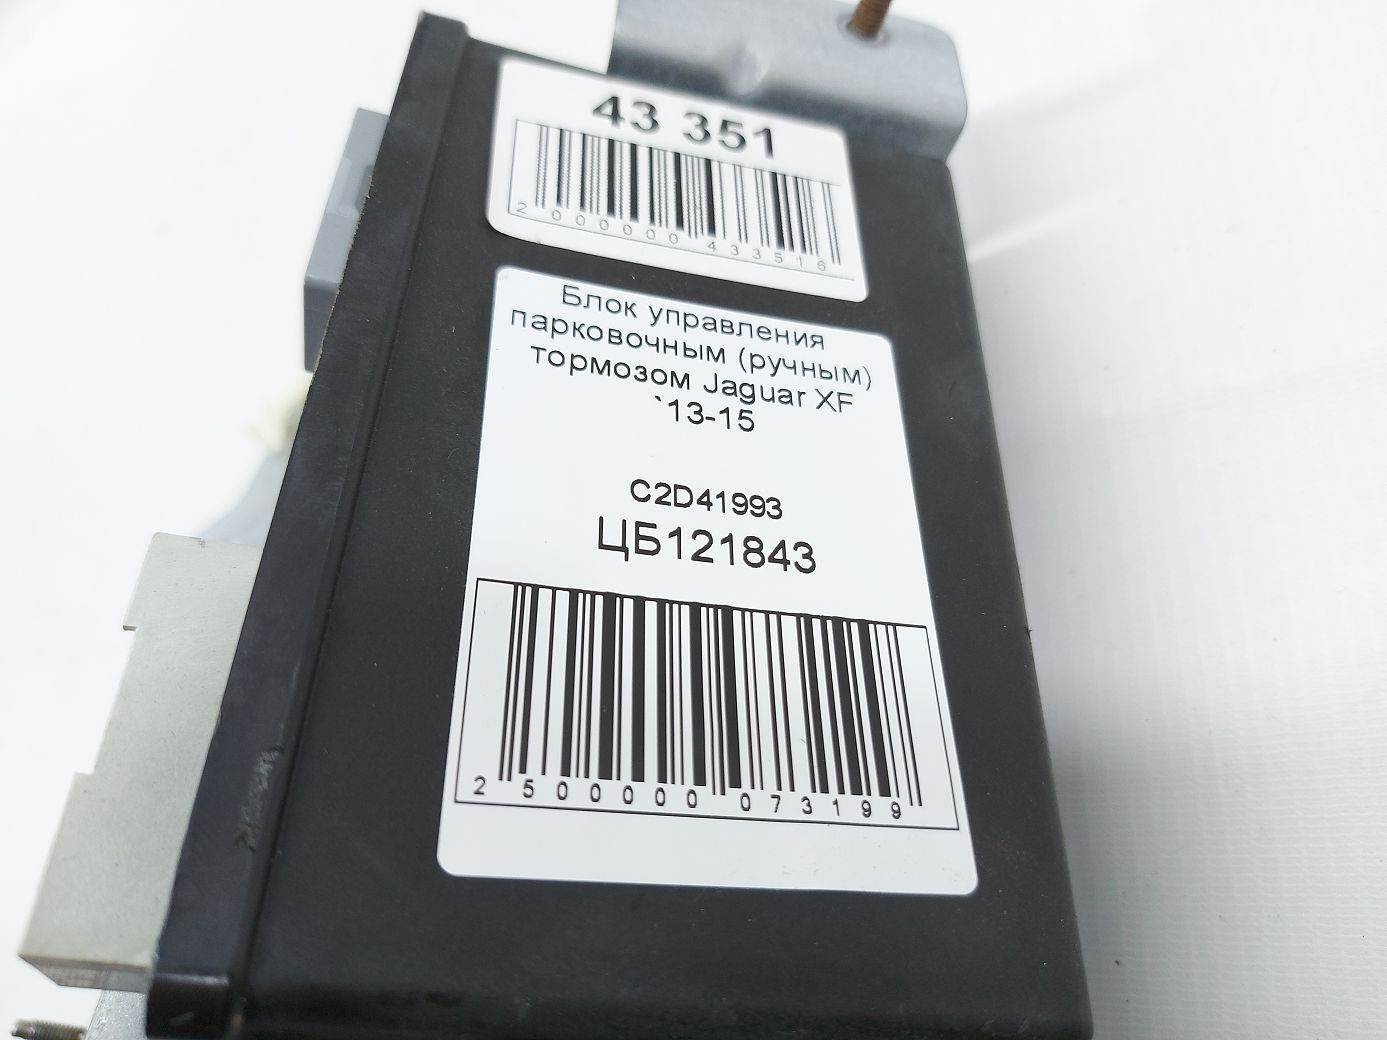 43 351
2 000000 433516
Блок управления
парковочным (ручным)
тормозом Jaguar XF
`13-15
C2D41993
ЦБ121843
2 500000 073199